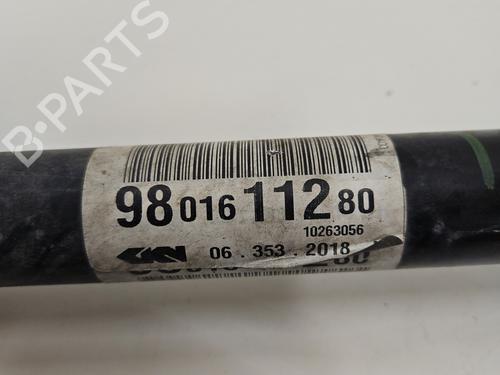 B-PARTS
98 016 112 80
10263056
GKN 06 . 353 . 2018